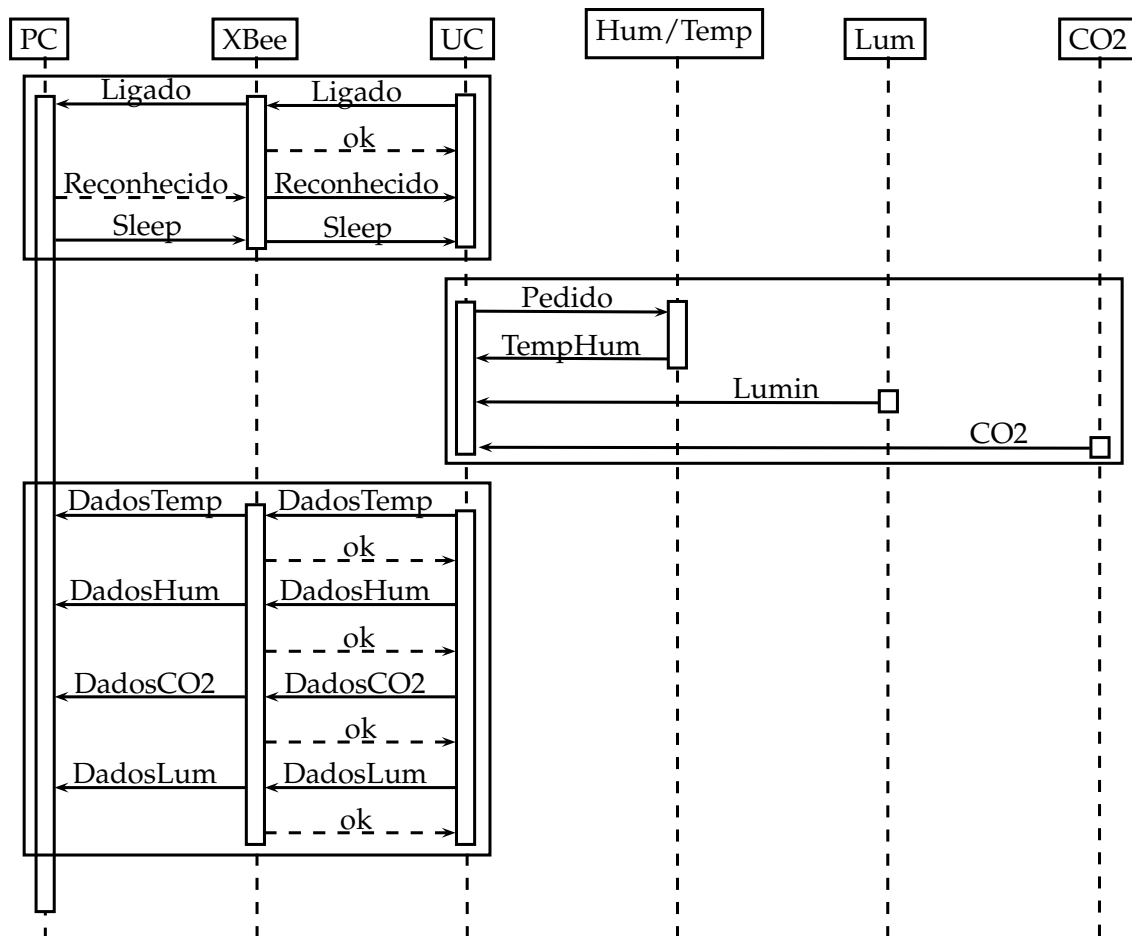 PC XBee UC Hum/Temp Lum CO2
Ligado Ligado
ok
Reconhecido Reconhecido
Sleep Sleep
Pedido
TempHum
Lumin
CO2
DadosTemp DadosTemp
ok
DadosHum DadosHum
ok
DadosCO2 DadosCO2
ok
DadosLum DadosLum
ok